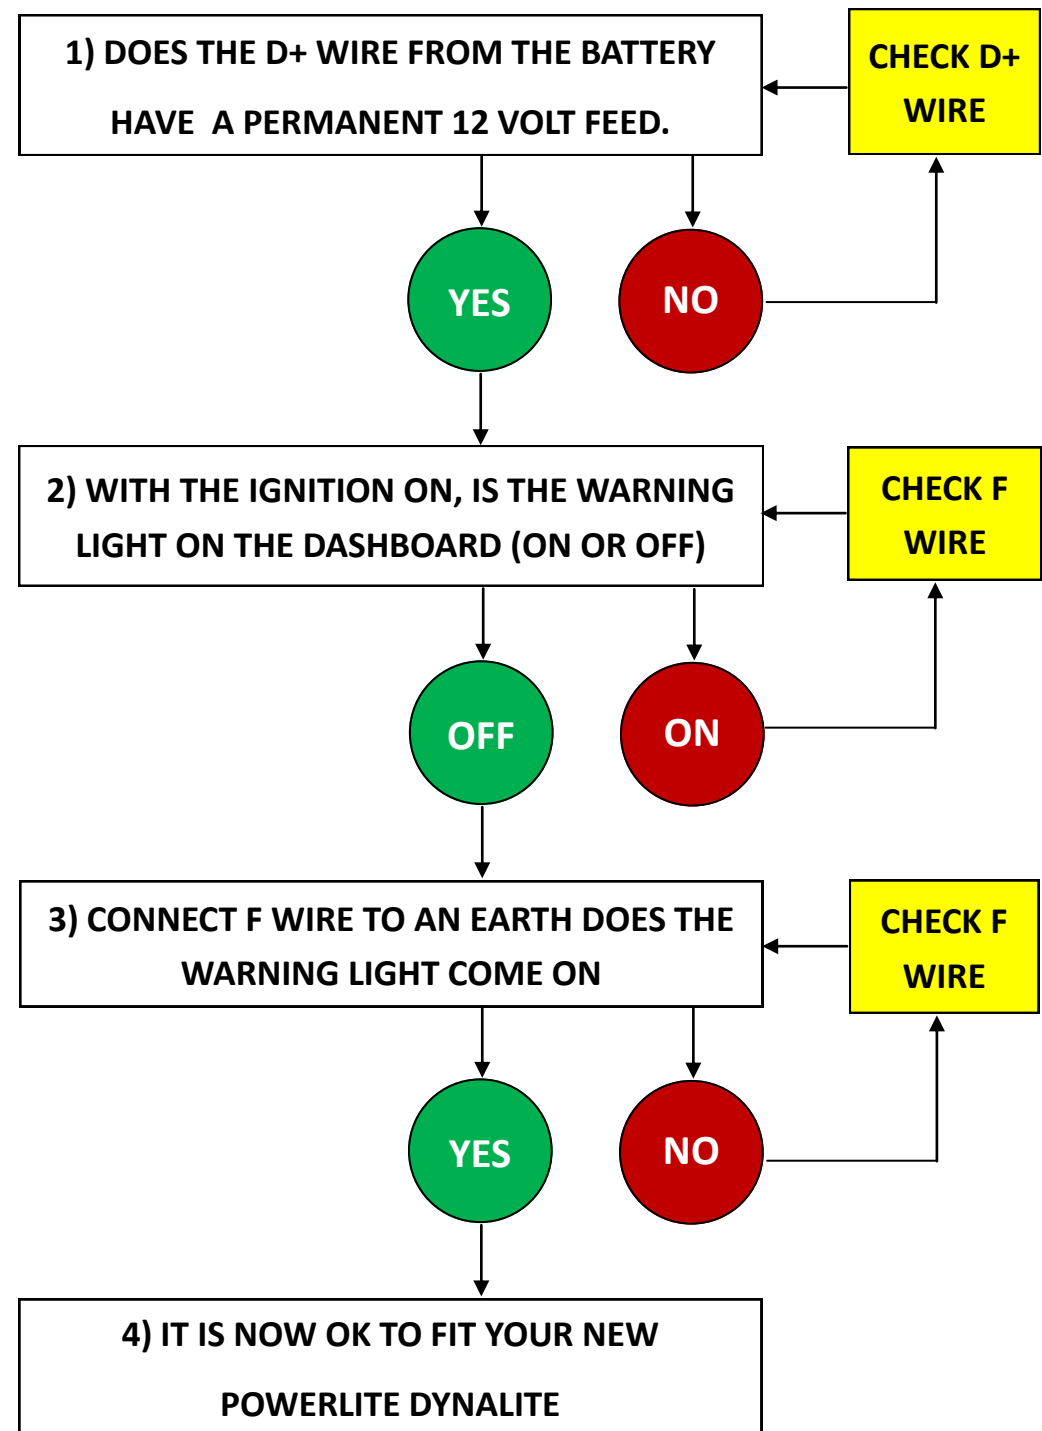 1) DOES THE D+ WIRE FROM THE BATTERY
HAVE A PERMANENT 12 VOLT FEED.
CHECK D+
WIRE
YES
NO
2) WITH THE IGNITION ON, IS THE WARNING
LIGHT ON THE DASHBOARD (ON OR OFF)
CHECK F
WIRE
OFF
ON
3) CONNECT F WIRE TO AN EARTH DOES THE
WARNING LIGHT COME ON
CHECK F
WIRE
YES
NO
4) IT IS NOW OK TO FIT YOUR NEW
POWERLITE DYNALITE